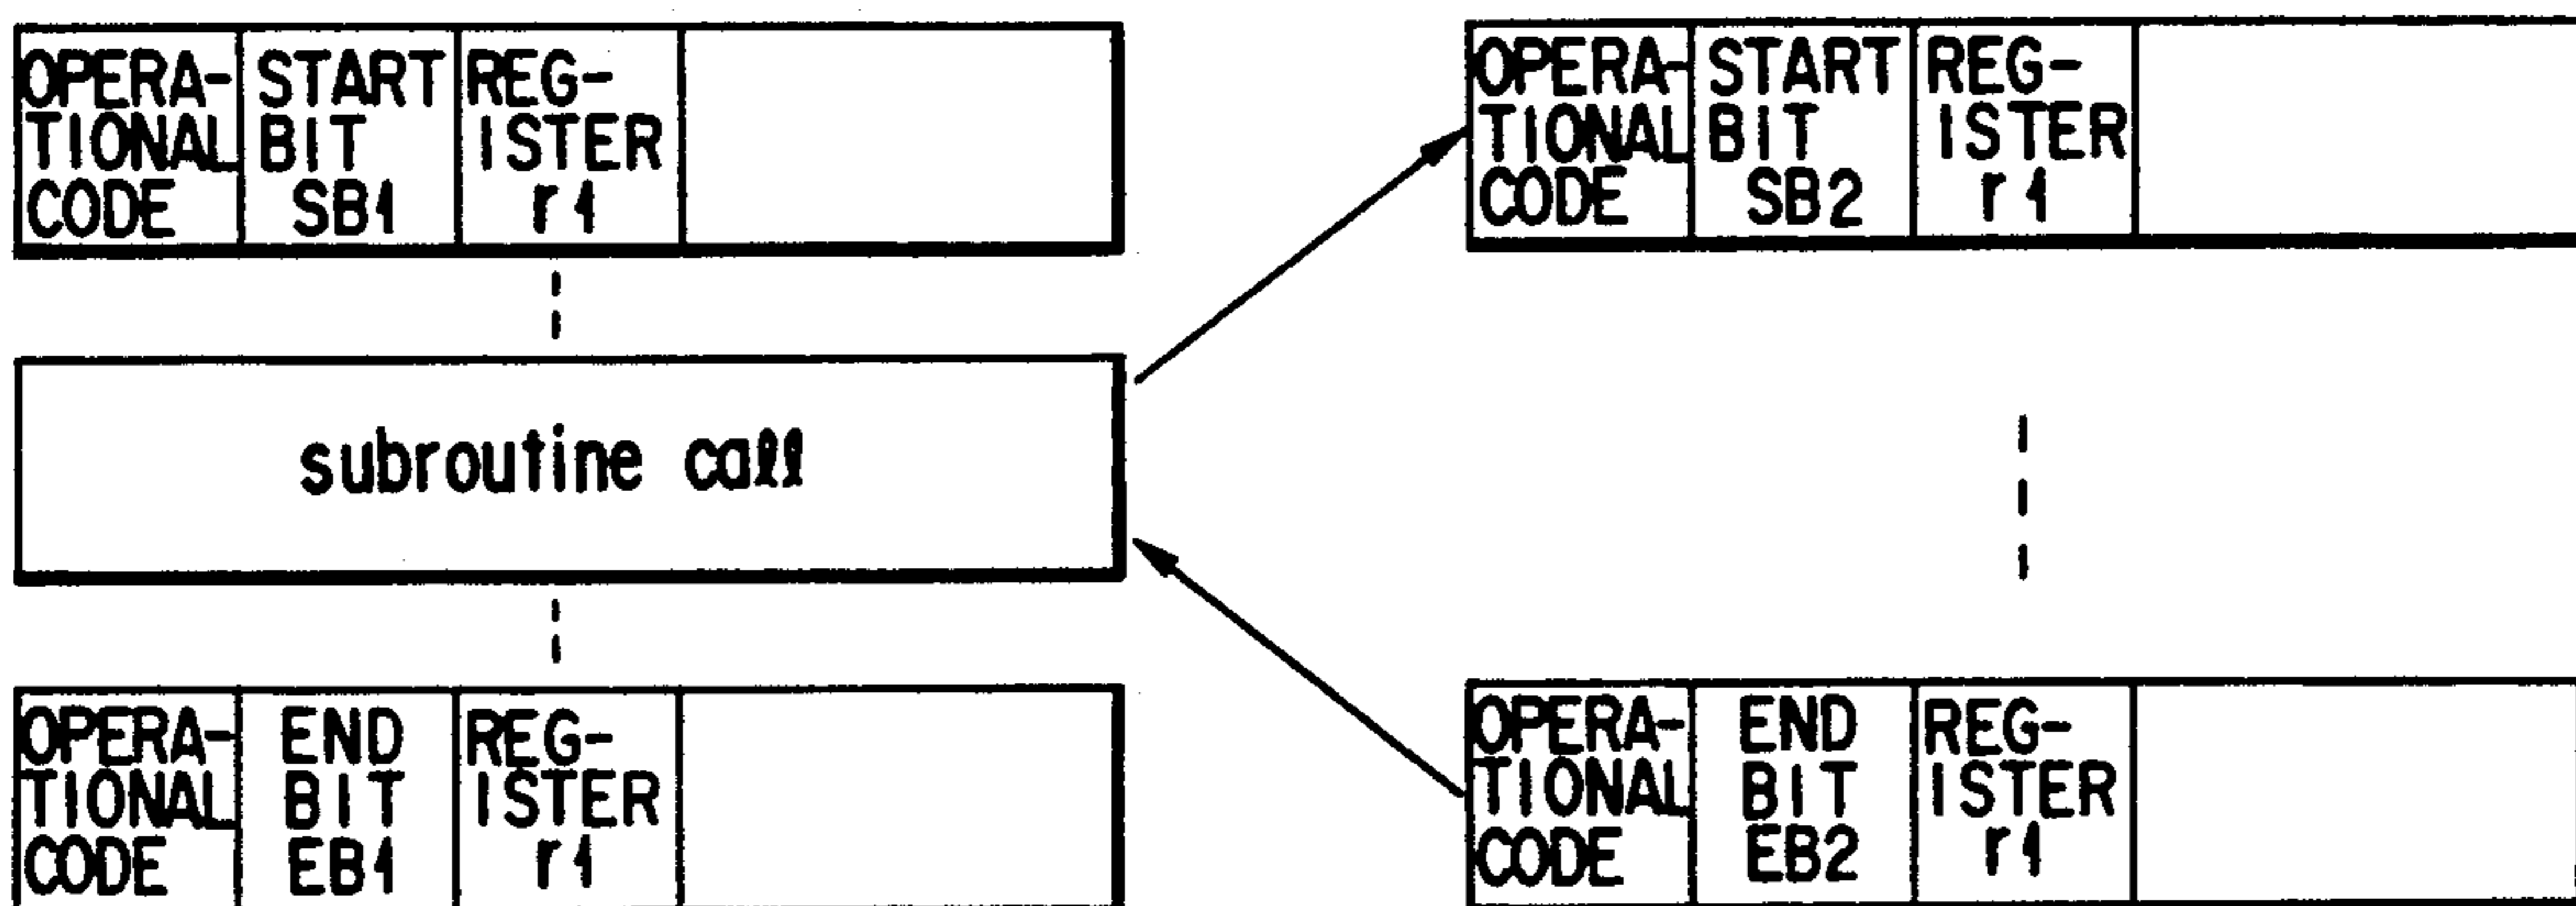 OPERA-
TIONAL
CODE
START
BIT
SB1
REG-
ISTER
r1
OPERA-
TIONAL
CODE
START
BIT
SB2
REG-
ISTER
r1
subroutine call
OPERA-
TIONAL
CODE
END
BIT
EB1
REG-
ISTER
r1
OPERA-
TIONAL
CODE
END
BIT
EB2
REG-
ISTER
r1